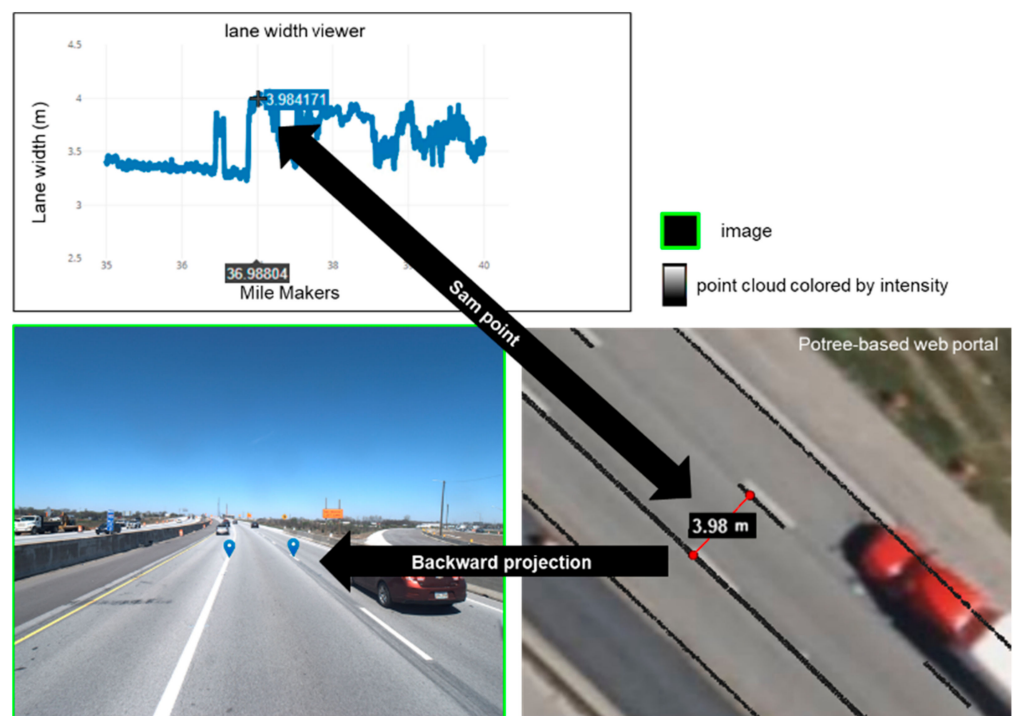 lane width viewer
4.5
4
3.5
3
2.5
Lane width (m)
3.984171
35
36
38
40
36.98804
Mile Makers
image
point cloud colored by intensity
Sam point
Potree-based web portal
3.98 m
Backward projection